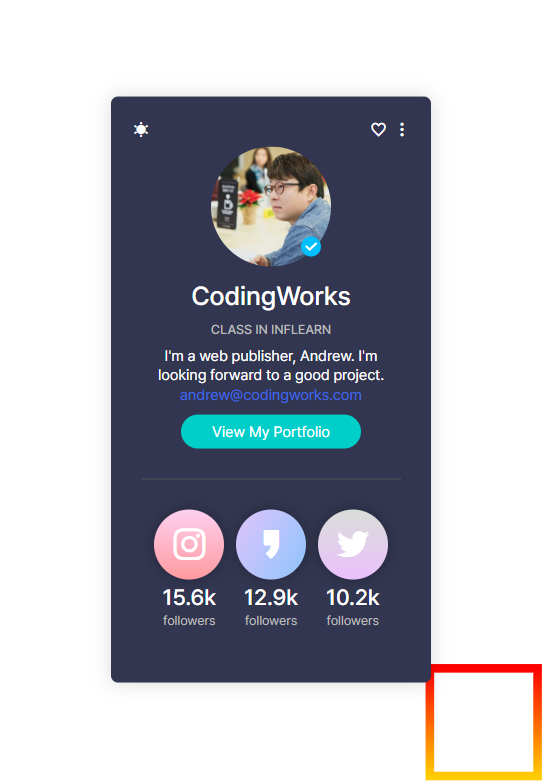 CodingWorks
CLASS IN INFLEARN
I'm a web publisher, Andrew. I'm
looking forward to a good project.
andrew@codingworks.com
View My Portfolio
15.6k 12.9k 10.2k
followers followers followers